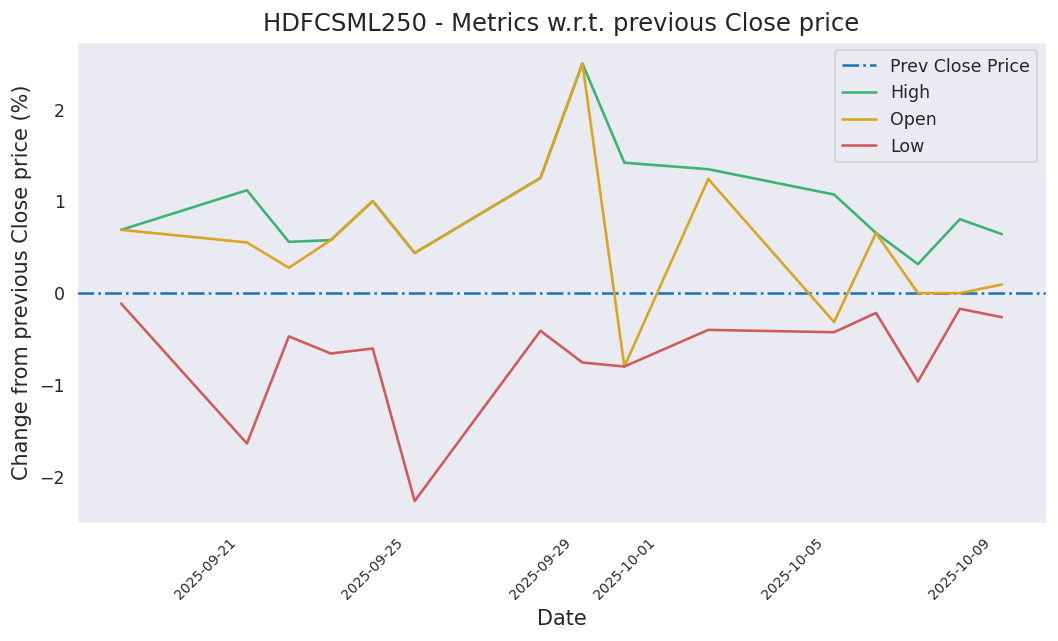 HDFCSML250 - Metrics w.r.t. previous Close price
Prev Close Price
High
Open
Low
Change from previous Close price (%)
2
1
0
−1
−2
2025-09-21
2025-09-25
2025-09-29
2025-10-01
2025-10-05
2025-10-09
Date